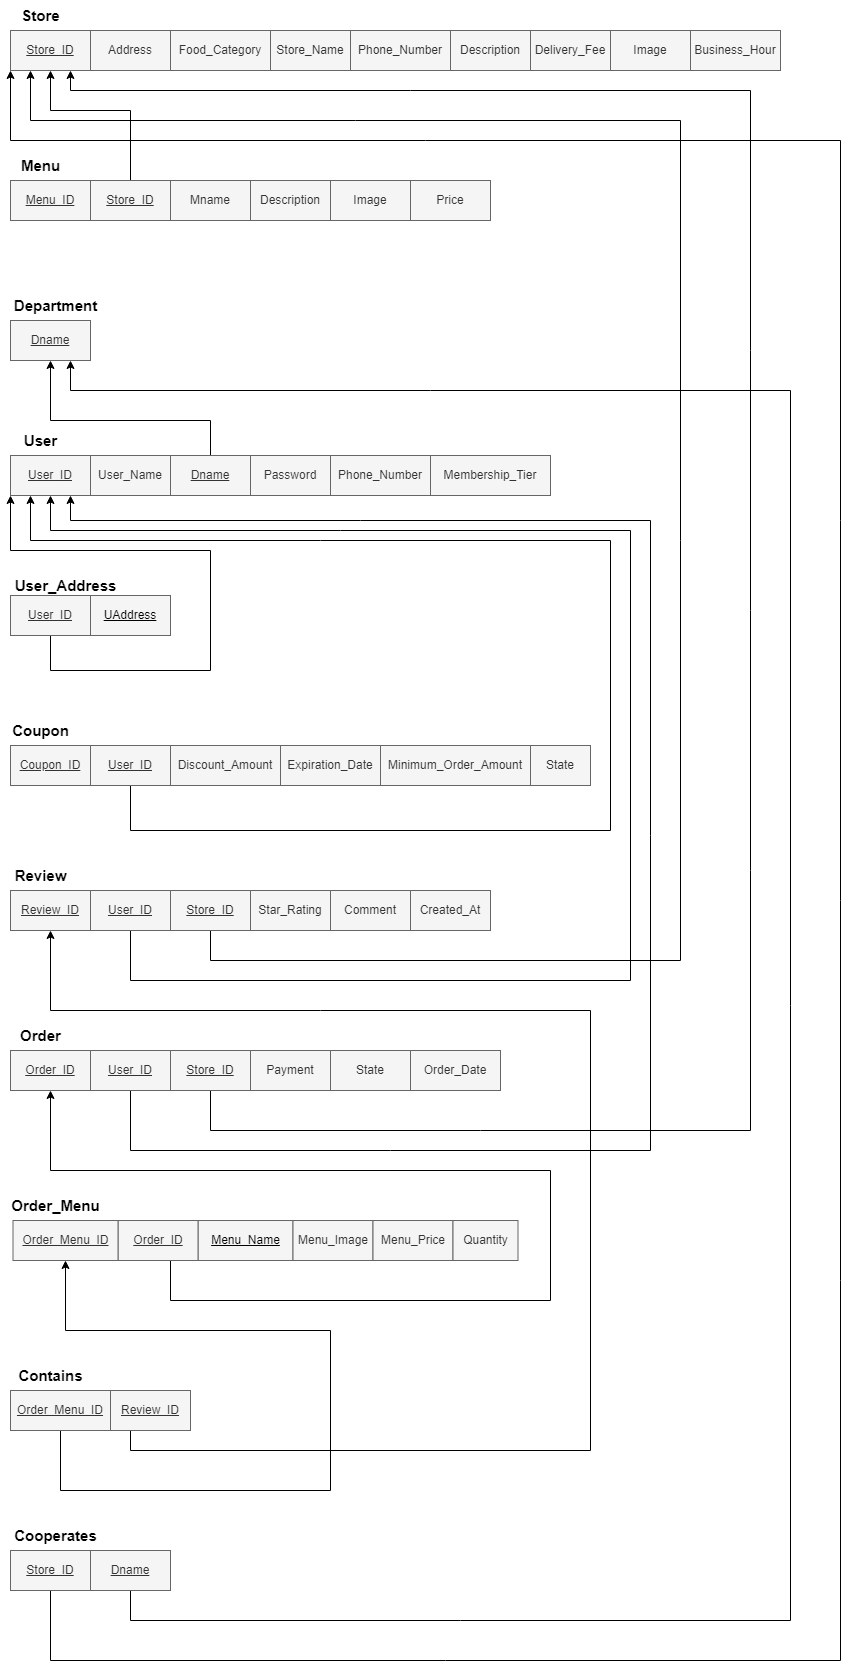 Store
Store_ID Address Food_Category Store_Name Phone_Number Description Delivery_Fee Image Business_Hour
Menu
Menu_ID Store_ID Mname Description Image Price
Department
Dname
User
User_ID User_Name Dname Password Phone_Number Membership_Tier
User_Address
User_ID UAddress
Coupon
Coupon_ID User_ID Discount_Amount Expiration_Date Minimum_Order_Amount State
Review
Review_ID User_ID Store_ID Star_Rating Comment Created_At
Order
Order_ID User_ID Store_ID Payment State Order_Date
Order_Menu
Order_Menu_ID Order_ID Menu_Name Menu_Image Menu_Price Quantity
Contains
Order_Menu_ID Review_ID
Cooperates
Store_ID Dname